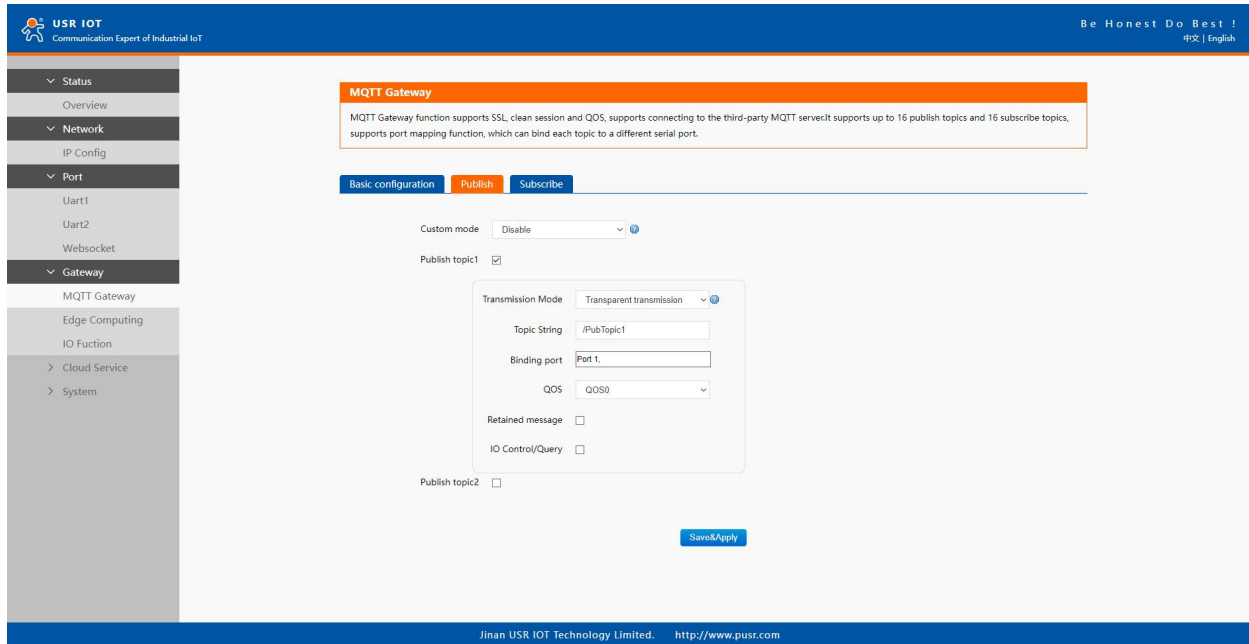 USR IOT
Communication Expert of Industrial IoT
Be Honest Do Best !
中文 | English
Status
Overview
Network
IP Config
Port
Uart1
Uart2
Websocket
Gateway
MQTT Gateway
Edge Computing
IO Fuction
Cloud Service
System
MQTT Gateway
MQTT Gateway function supports SSL, clean session and QOS, supports connecting to the third-party MQTT server.It supports up to 16 publish topics and 16 subscribe topics,
supports port mapping function, which can bind each topic to a different serial port.
Basic configuration Publish Subscribe
Custom mode Disable
Publish topic1
Transmission Mode Transparent transmission
Topic String /PubTopic1
Binding port Port 1,
QOS QOS0
Retained message
IO Control/Query
Publish topic2
Save&Apply
Jinan USR IOT Technology Limited. http://www.pusr.com